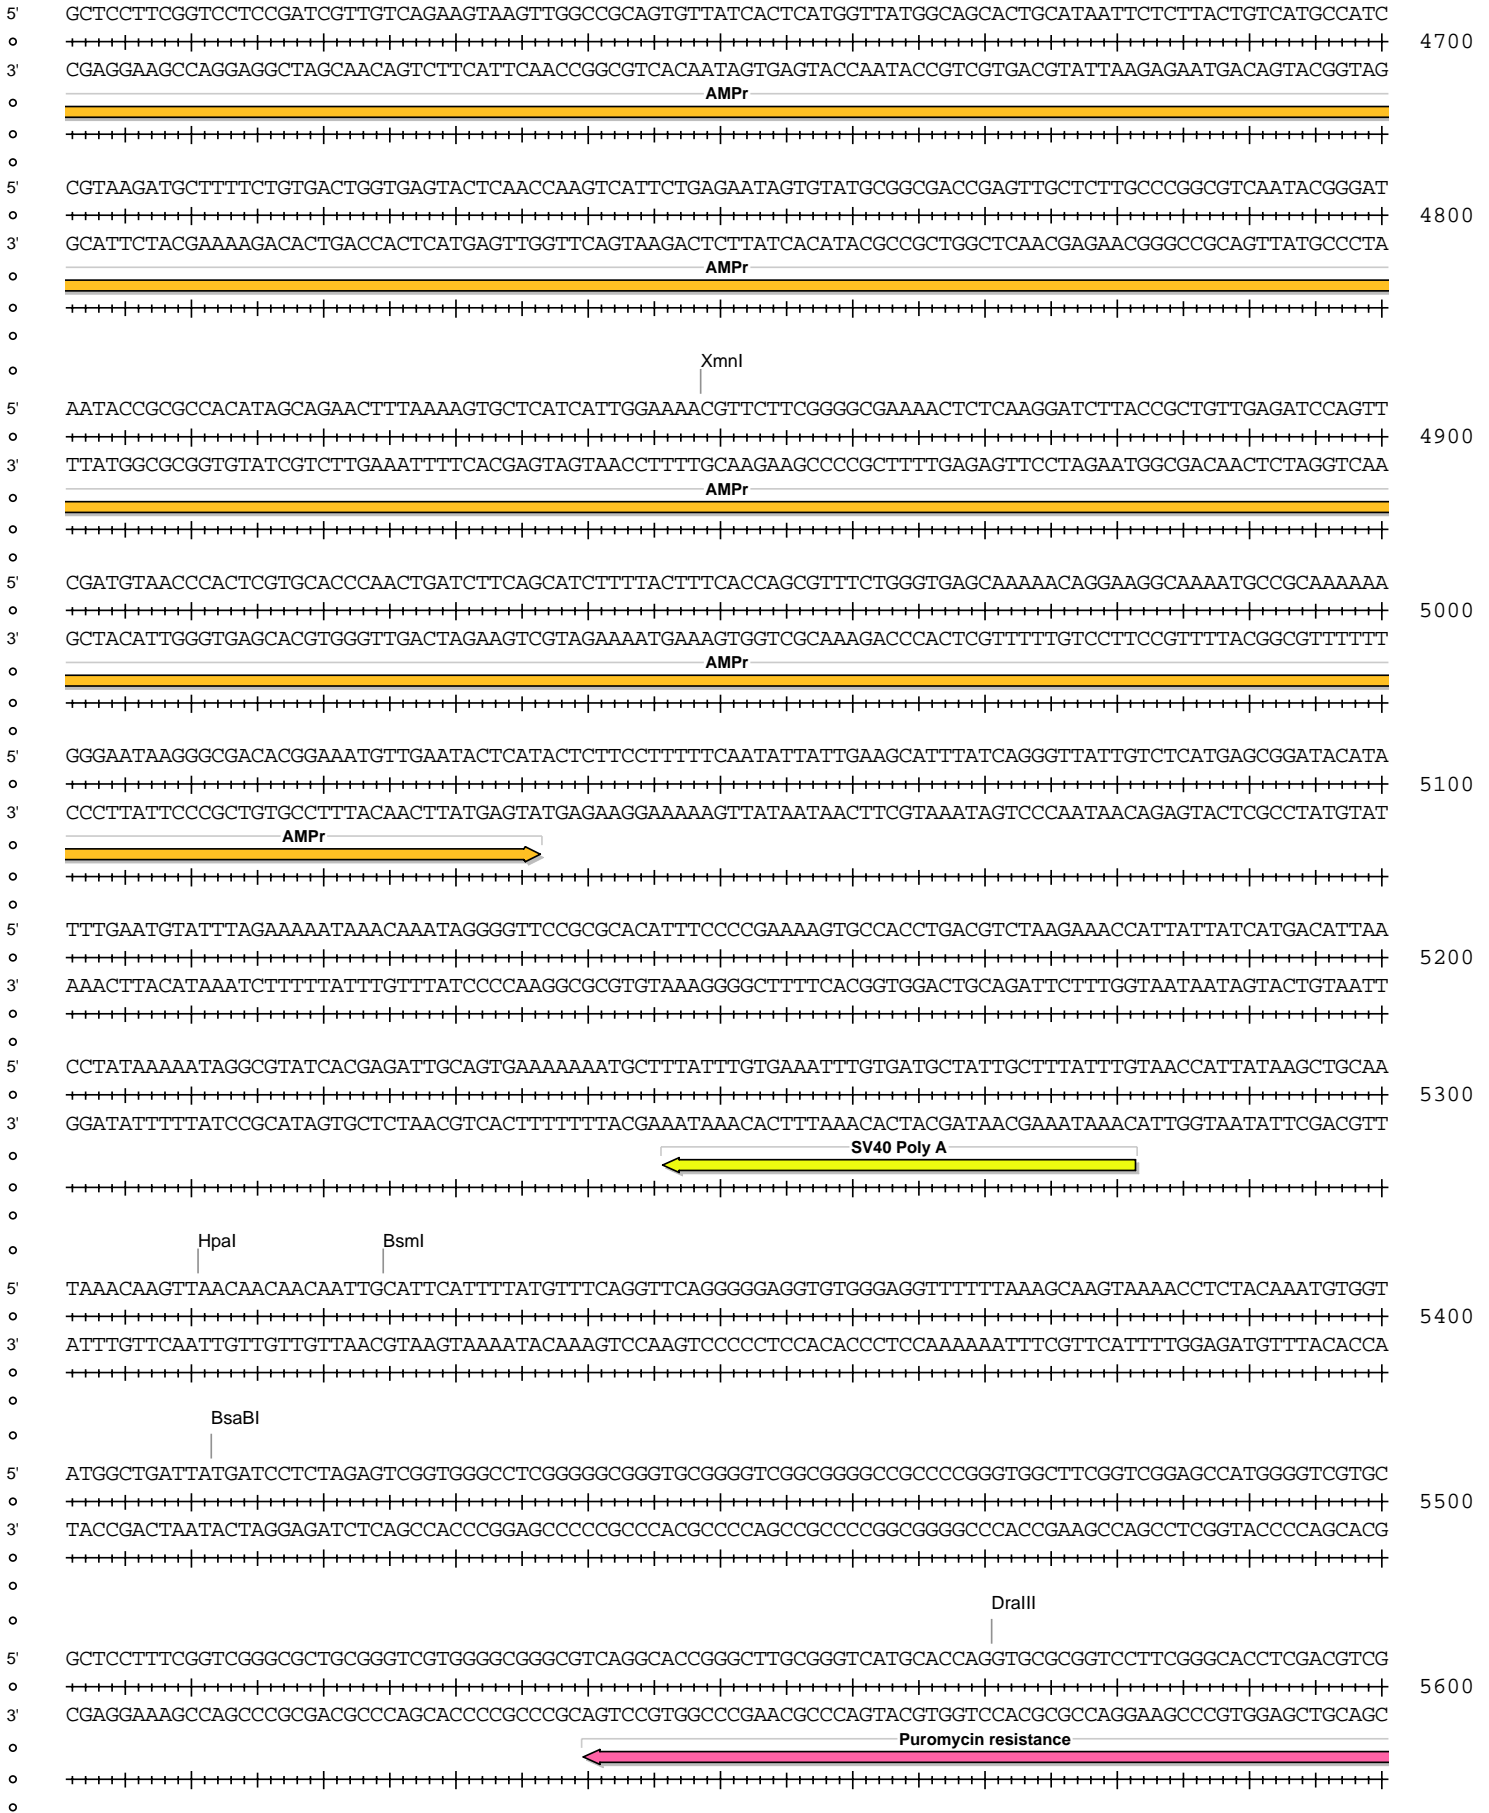 5' GCTCCTTCGGTCCTCCGATCGTTGTCAGAAGTAAGTTGGCCGCAGTGTTATCACTCATGGTTATGGCAGCACTGCATAATTCTCTTACTGTCATGCCATC
4700
3' CGAGGAAGCCAGGAGGCTAGCAACAGTCTTCATTCAACCGGCGTCACAATAGTGAGTACCAATACCGTCGTGACGTATTAAGAGAATGACAGTACGGTAG
AMPr
5' CGTAAGATGCTTTTCTGTGACTGGTGAGTACTCAACCAAGTCATTCTGAGAATAGTGTATGCGGCGACCGAGTTGCTCTTGCCCGGCGTCAATACGGGAT
4800
3' GCATTCTACGAAAAGACACTGACCACTCATGAGTTGGTTCAGTAAGACTCTTATCACATACGCCGCTGGCTCAACGAGAACGGGCCGCAGTTATGCCCTA
AMPr
XmnI
5' AATACCGCGCCACATAGCAGAACTTTAAAAGTGCTCATCATTGGAAAACGTTCTTCGGGGCGAAAACTCTCAAGGATCTTACCGCTGTTGAGATCCAGTT
4900
3' TTATGGCGCGGTGTATCGTCTTGAAATTTTCACGAGTAGTAACCTTTTGCAAGAAGCCCCGCTTTTGAGAGTTCCTAGAATGGCGACAACTCTAGGTCAA
AMPr
5' CGATGTAACCCACTCGTGCACCCAACTGATCTTCAGCATCTTTTACTTTCACCAGCGTTTCTGGGTGAGCAAAAACAGGAAGGCAAAATGCCGCAAAAAA
5000
3' GCTACATTGGGTGAGCACGTGGGTTGACTAGAAGTCGTAGAAAATGAAAGTGGTCGCAAAGACCCACTCGTTTTTGTCCTTCCGTTTTACGGCGTTTTTT
AMPr
5' GGGAATAAGGGCGACACGGAAATGTTGAATACTCATACTCTTCCTTTTTCAATATTATTGAAGCATTTATCAGGGTTATTGTCTCATGAGCGGATACATA
5100
3' CCCTTATTCCCGCTGTGCCTTTACAACTTATGAGTATGAGAAGGAAAAAGTTATAATAACTTCGTAAATAGTCCCAATAACAGAGTACTCGCCTATGTAT
AMPr
5' TTTGAATGTATTTAGAAAAATAAACAAATAGGGGTTCCGCGCACATTTCCCCGAAAAGTGCCACCTGACGTCTAAGAAACCATTATTATCATGACATTAA
5200
3' AAACTTACATAAATCTTTTTATTTGTTTATCCCCAAGGCGCGTGTAAAGGGGCTTTTCACGGTGGACTGCAGATTCTTTGGTAATAATAGTACTGTAATT
5' CCTATAAAAATAGGCGTATCACGAGATTGCAGTGAAAAAAATGCTTTATTTGTGAAATTTGTGATGCTATTGCTTTATTTGTAACCATTATAAGCTGCAA
5300
3' GGATATTTTTATCCGCATAGTGCTCTAACGTCACTTTTTTTACGAAATAAACACTTTAAACACTACGATAACGAAATAAACATTGGTAATATTCGACGTT
SV40 Poly A
HpaI BsmI
5' TAAACAAGTTAACAACAACAATTGCATTCATTTTATGTTTCAGGTTCAGGGGGAGGTGTGGGAGGTTTTTTAAAGCAAGTAAAACCTCTACAAATGTGGT
5400
3' ATTTGTTCAATTGTTGTTGTTAACGTAAGTAAAATACAAAGTCCAAGTCCCCCTCCACACCCTCCAAAAAATTTCGTTCATTTTGGAGATGTTTACACCA
BsaBI
5' ATGGCTGATTATGATCCTCTAGAGTCGGTGGGCCTCGGGGGCGGGTGCGGGGTCGGCGGGGCCGCCCCGGGTGGCTTCGGTCGGAGCCATGGGGTCGTGC
5500
3' TACCGACTAATACTAGGAGATCTCAGCCACCCGGAGCCCCCGCCCACGCCCCAGCCGCCCCGGCGGGGCCCACCGAAGCCAGCCTCGGTACCCCAGCACG
DraIII
5' GCTCCTTTCGGTCGGGCGCTGCGGGTCGTGGGGCGGGCGTCAGGCACCGGGCTTGCGGGTCATGCACCAGGTGCGCGGTCCTTCGGGCACCTCGACGTCG
5600
3' CGAGGAAAGCCAGCCCGCGACGCCCAGCACCCCGCCCGCAGTCCGTGGCCCGAACGCCCAGTACGTGGTCCACGCGCCAGGAAGCCCGTGGAGCTGCAGC
Puromycin resistance